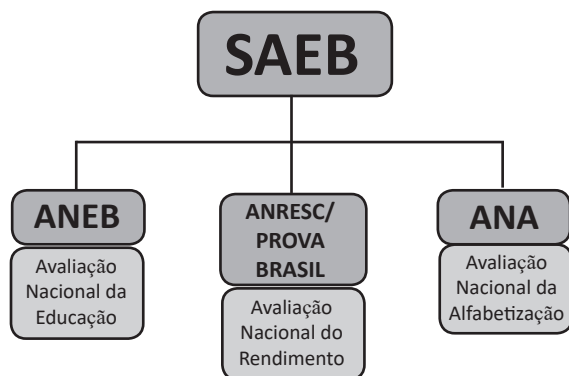 SAEB
ANEB
Avaliação
Nacional da
Educação
ANRESC/
PROVA
BRASIL
Avaliação
Nacional do
Rendimento
ANA
Avaliação
Nacional da
Alfabetização